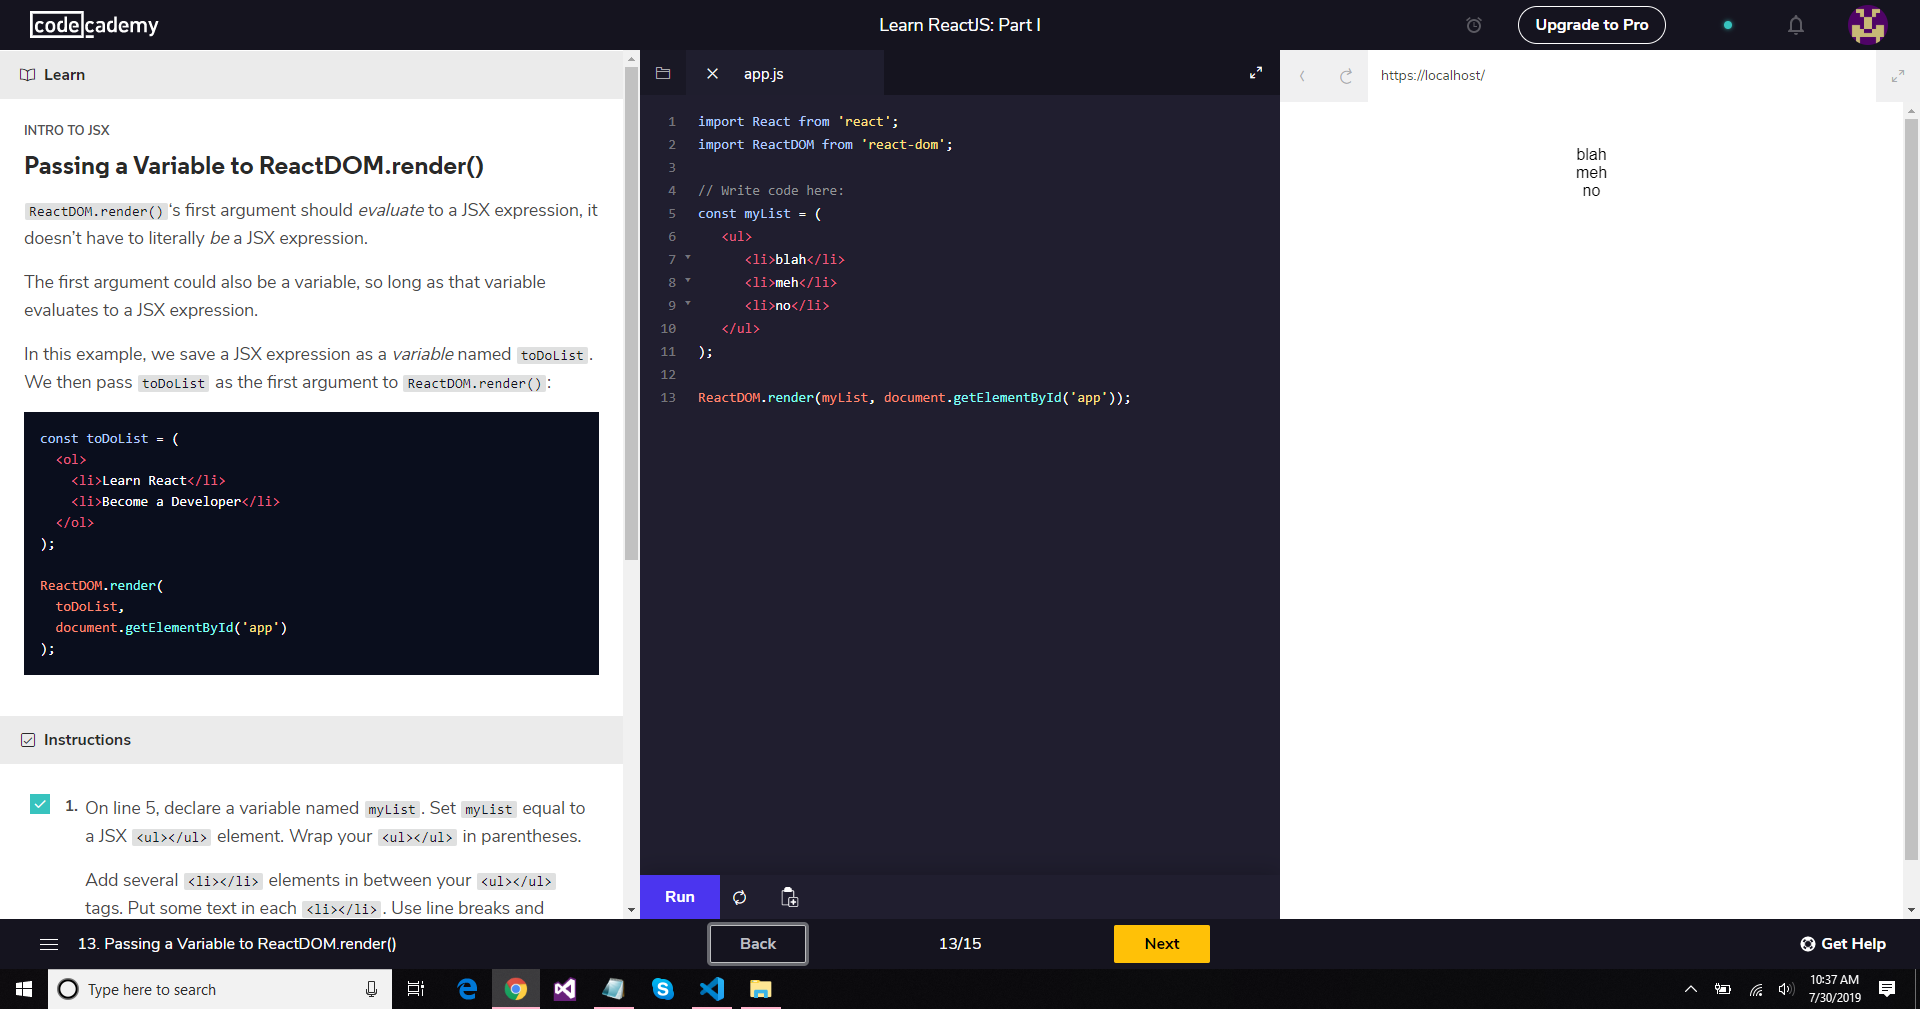 codecademy
Learn ReactJS: Part I
Upgrade to Pro
Learn
INTRO TO JSX
Passing a Variable to ReactDOM.render()
ReactDOM.render()‘s first argument should evaluate to a JSX expression, it
doesn’t have to literally be a JSX expression.
The first argument could also be a variable, so long as that variable
evaluates to a JSX expression.
In this example, we save a JSX expression as a variable named toDoList.
We then pass toDoList as the first argument to ReactDOM.render():
const toDoList = (
<ol>
<li>Learn React</li>
<li>Become a Developer</li>
</ol>
);
ReactDOM.render(
toDoList,
document.getElementById('app')
);
Instructions
1. On line 5, declare a variable named myList. Set myList equal to
a JSX <ul></ul> element. Wrap your <ul></ul> in parentheses.
Add several <li></li> elements in between your <ul></ul>
tags. Put some text in each <li></li>. Use line breaks and
app.js
1 import React from 'react';
2 import ReactDOM from 'react-dom';
3
4 // Write code here:
5 const myList = (
6 <ul>
7 <li>blah</li>
8 <li>meh</li>
9 <li>no</li>
10 </ul>
11 );
12
13 ReactDOM.render(myList, document.getElementById('app'));
Run
https://localhost/
blah
meh
no
13. Passing a Variable to ReactDOM.render()
Back
13/15
Next
Get Help
Type here to search
10:37 AM
7/30/2019